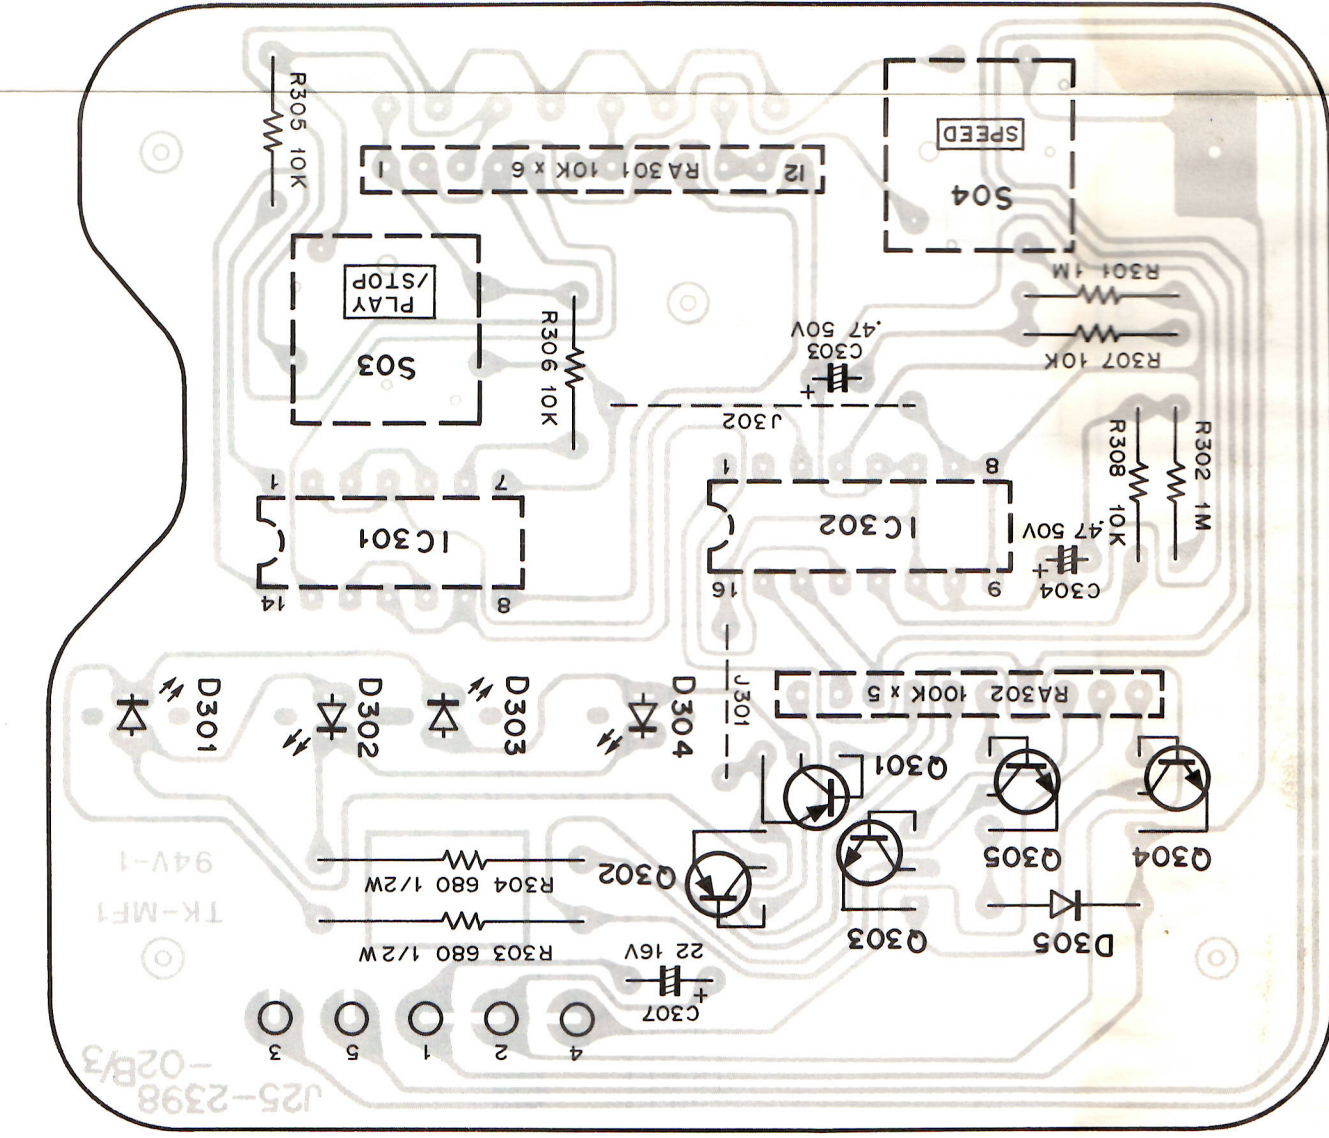 R305 10K
1 RA301 10K x 6 12
SPEED
S04
PLAY
/STOP
S03
R306 10K
.47 50V
C303
+
R301 1M
R307 10K
J302
R308 10K
R302 1M
1 7
IC301
14 8
1 8
IC302
16 9
.47 50V
+
C304
D301
D302
D303
D304
J301
RA302 100K x 5
Q301
Q302
Q303
Q305
Q304
D305
94V-1
TK-MF1
R304 680 1/2W
R303 680 1/2W
22 16V
+
C307
3 5 1 2 4
J25-2398
-02B/3